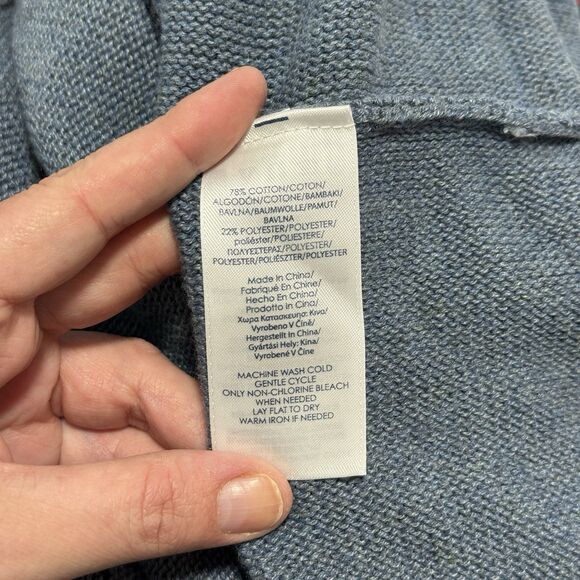 78% COTTON/COTON/
ALGODÓN/COTONE/BAMBAKI/
BAVLNA/BAUMWOLLE/PAMUT/
BAVLNA
22% POLYESTER/POLYESTER/
poliéster/POLIESTERE/
ΠΟΛΥΕΣΤΕΡΑΣ/POLYESTER/
POLYESTER/POLIÉSZTER/POLYESTER
Made In China/
Fabriqué En Chine/
Hecho En China/
Prodotto in Cina/
Χωρα Κατασκευης: Κινα/
Vyrobeno V Číně/
Hergestellt In China/
Gyártási Hely: Kína/
Vyrobené V Číne
MACHINE WASH COLD
GENTLE CYCLE
ONLY NON-CHLORINE BLEACH
WHEN NEEDED
LAY FLAT TO DRY
WARM IRON IF NEEDED